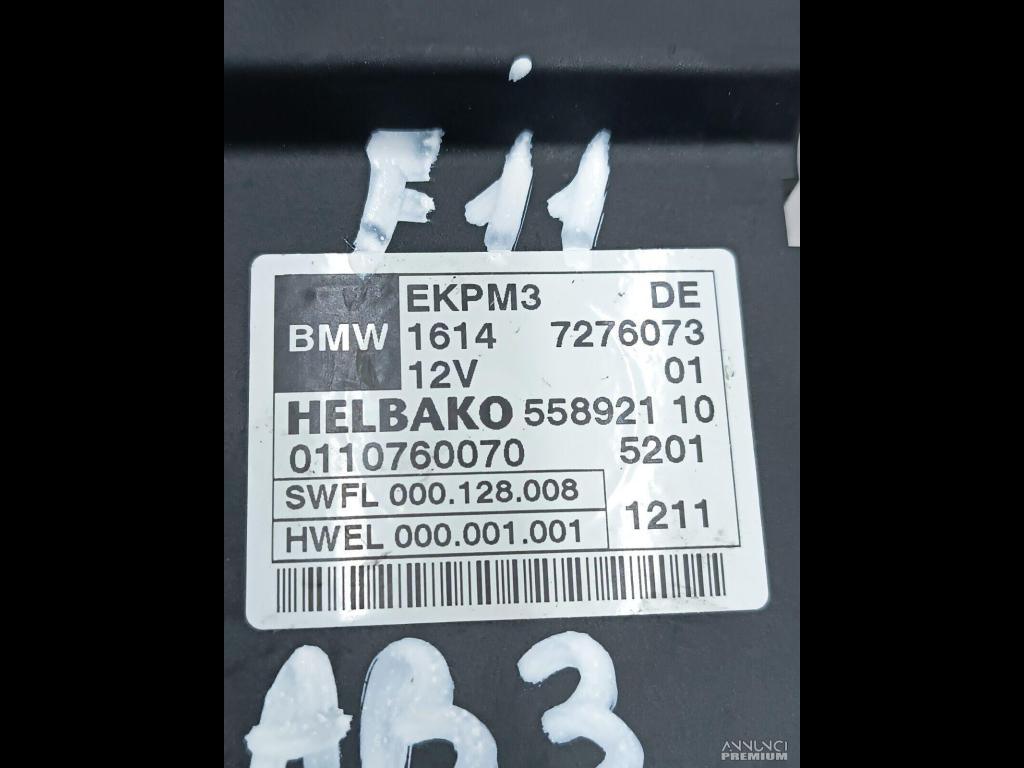 F11
EKPM3 DE
BMW 1614 7276073
12V 01
HELBAKO 558921 10
0110760070 5201
SWFL 000.128.008
HWEL 000.001.001 1211
AB3
ANNUNCI
PREMIUM